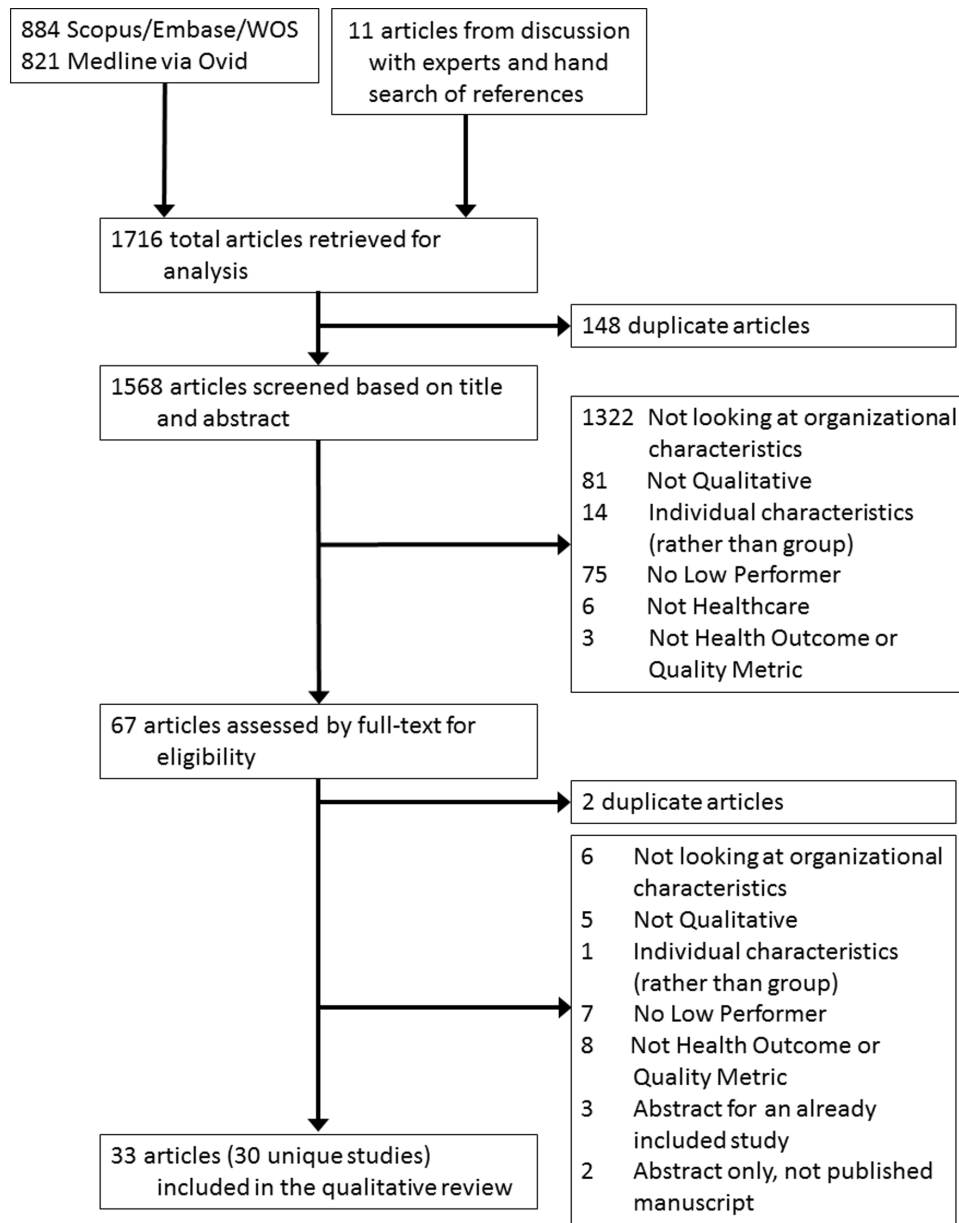 884 Scopus/Embase/WOS
821 Medline via Ovid
11 articles from discussion
with experts and hand
search of references
1716 total articles retrieved for
analysis
148 duplicate articles
1568 articles screened based on title
and abstract
1322 Not looking at organizational
characteristics
81 Not Qualitative
14 Individual characteristics
(rather than group)
75 No Low Performer
6 Not Healthcare
3 Not Health Outcome or
Quality Metric
67 articles assessed by full-text for
eligibility
2 duplicate articles
6 Not looking at organizational
characteristics
5 Not Qualitative
1 Individual characteristics
(rather than group)
7 No Low Performer
8 Not Health Outcome or
Quality Metric
3 Abstract for an already
included study
2 Abstract only, not published
manuscript
33 articles (30 unique studies)
included in the qualitative review